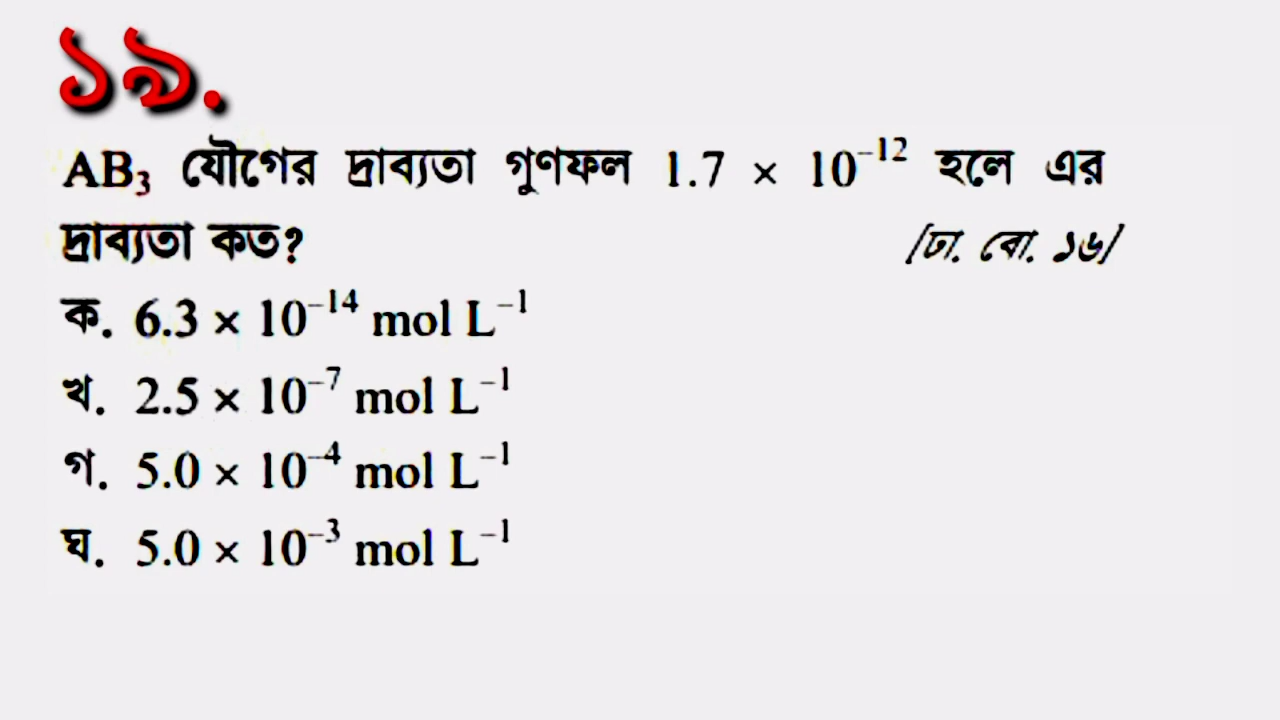 ১৯.
AB₃ যৌগের দ্রাব্যতা গুণফল 1.7 × 10⁻¹² হলে এর
দ্রাব্যতা কত? [ঢা. বো. ১৬]
ক. 6.3 × 10⁻¹⁴ mol L⁻¹
খ. 2.5 × 10⁻⁷ mol L⁻¹
গ. 5.0 × 10⁻⁴ mol L⁻¹
ঘ. 5.0 × 10⁻³ mol L⁻¹